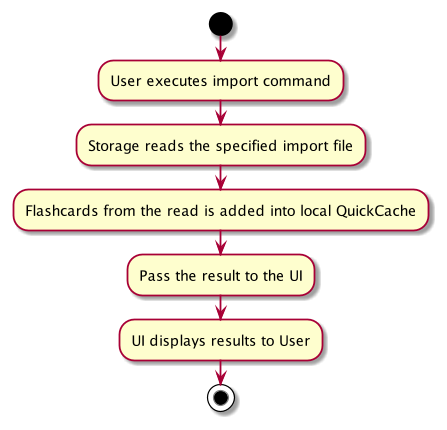 User executes import command
Storage reads the specified import file
Flashcards from the read is added into local QuickCache
Pass the result to the UI
UI displays results to User